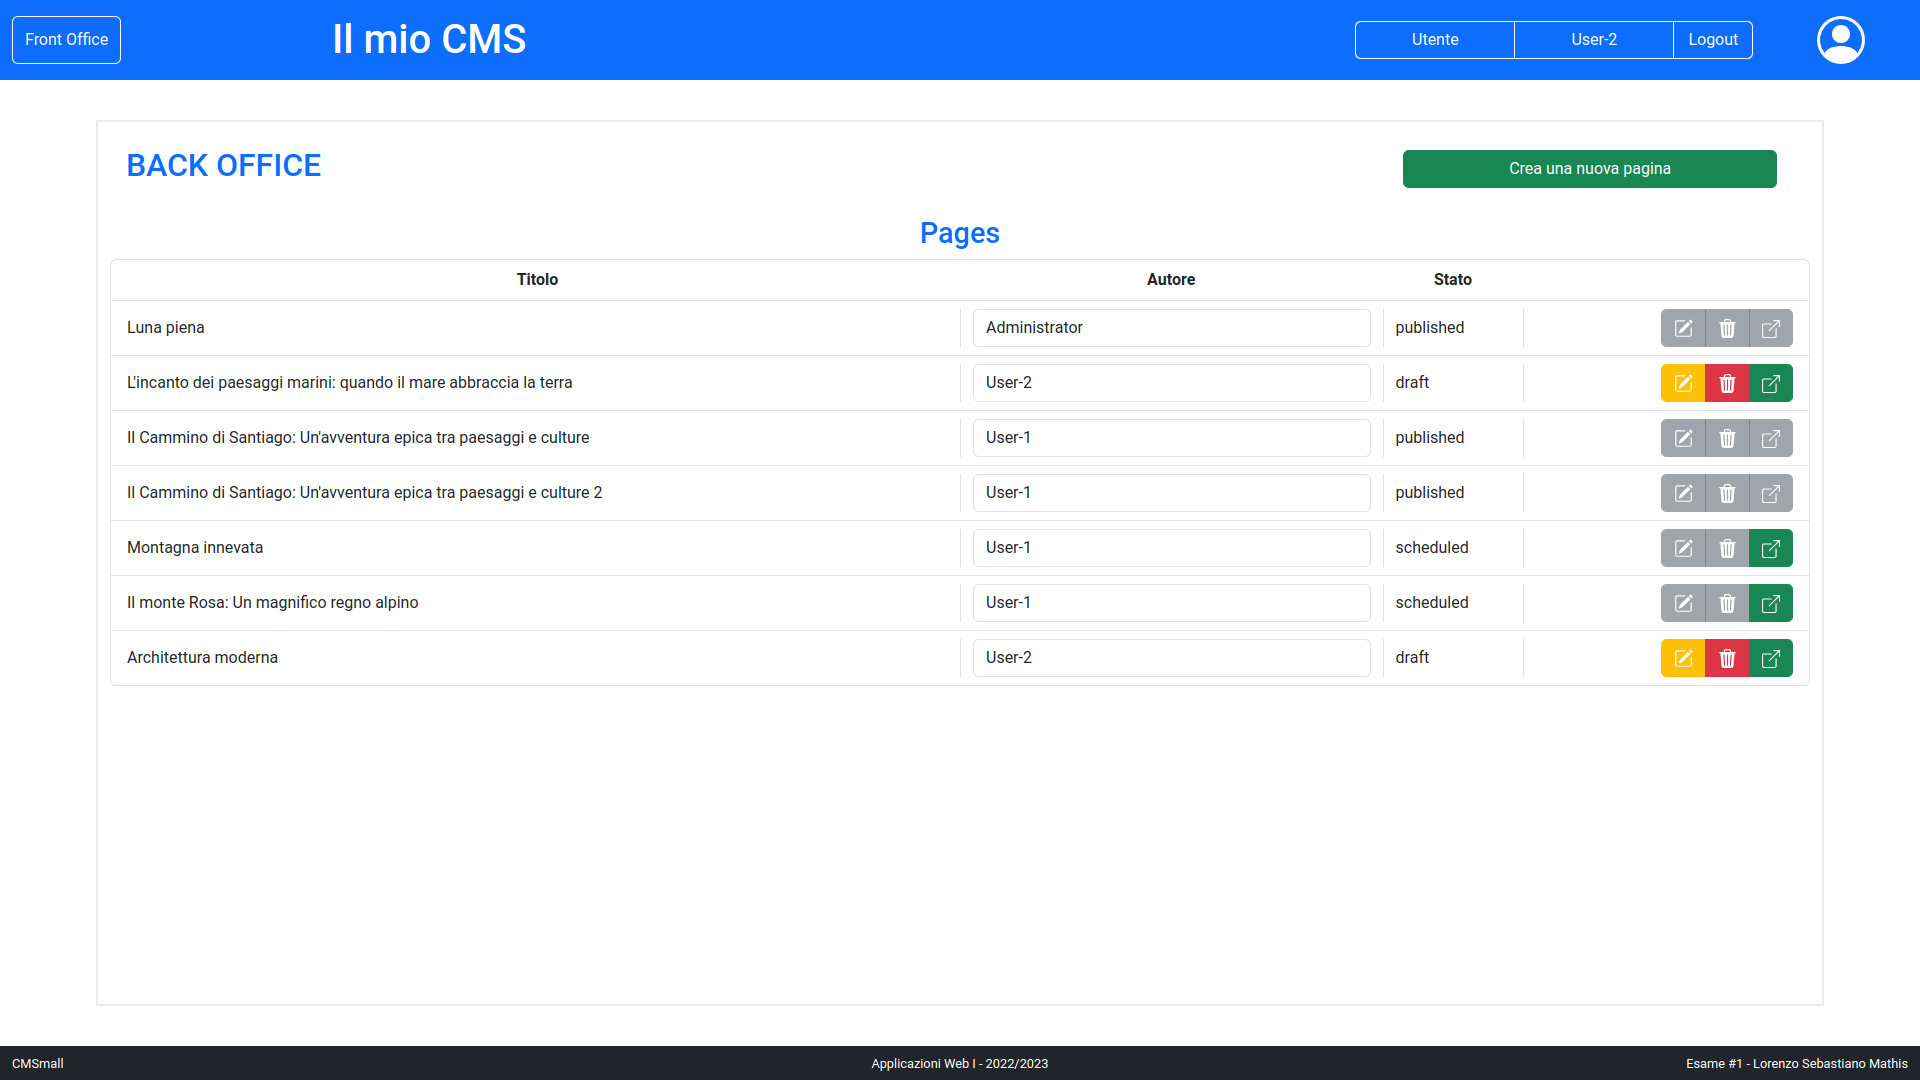 Front Office
Il mio CMS
Utente
User-2
Logout
BACK OFFICE
Crea una nuova pagina
Pages
Titolo Autore Stato
Luna piena Administrator published
L'incanto dei paesaggi marini: quando il mare abbraccia la terra User-2 draft
Il Cammino di Santiago: Un'avventura epica tra paesaggi e culture User-1 published
Il Cammino di Santiago: Un'avventura epica tra paesaggi e culture 2 User-1 published
Montagna innevata User-1 scheduled
Il monte Rosa: Un magnifico regno alpino User-1 scheduled
Architettura moderna User-2 draft
CMSmall
Applicazioni Web I - 2022/2023
Esame #1 - Lorenzo Sebastiano Mathis